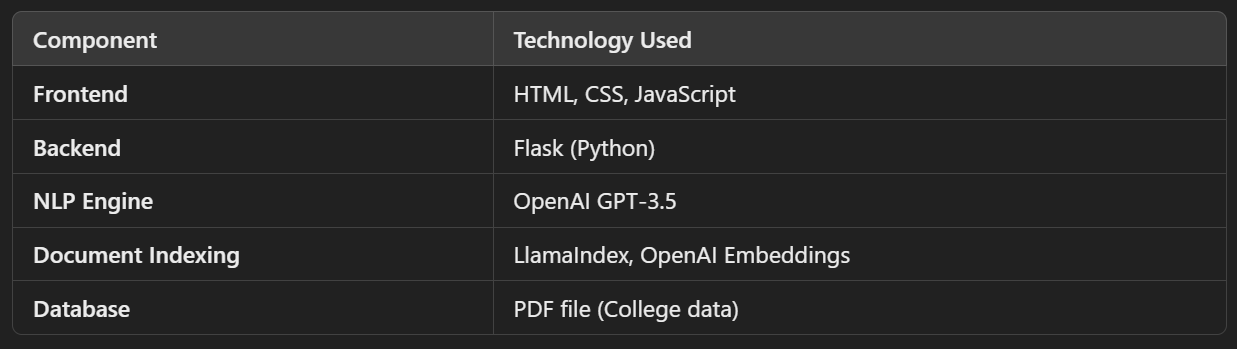 Component Technology Used
Frontend HTML, CSS, JavaScript
Backend Flask (Python)
NLP Engine OpenAI GPT-3.5
Document Indexing LlamaIndex, OpenAI Embeddings
Database PDF file (College data)